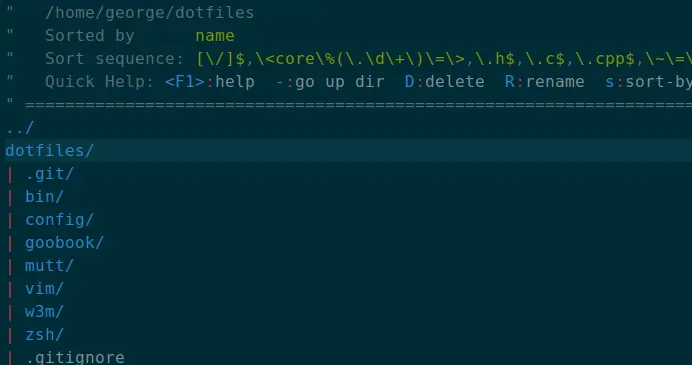 "   /home/george/dotfiles
"   Sorted by      name
"   Sort sequence: [\/]$,\<core\%(\.\d\+\)\=\>,\.h$,\.c$,\.cpp$,\~\=\
"   Quick Help: <F1>:help  -:go up dir  D:delete  R:rename  s:sort-by
" ===================================================================
../
dotfiles/
| .git/
| bin/
| config/
| goobook/
| mutt/
| vim/
| w3m/
| zsh/
| .gitignore